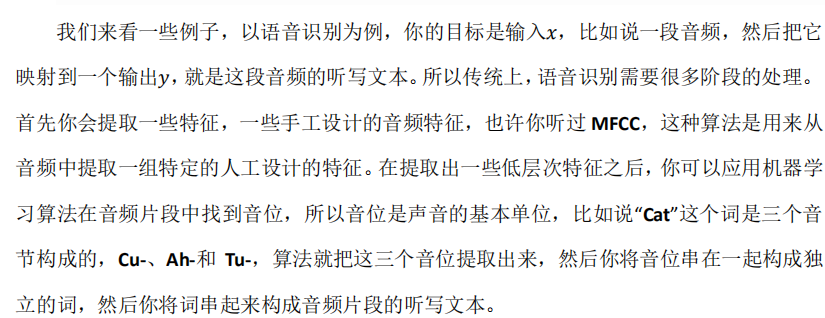 我们来看一些例子，以语音识别为例，你的目标是输入𝑥，比如说一段音频，然后把它
映射到一个输出𝑦，就是这段音频的听写文本。所以传统上，语音识别需要很多阶段的处理。
首先你会提取一些特征，一些手工设计的音频特征，也许你听过 MFCC，这种算法是用来从
音频中提取一组特定的人工设计的特征。在提取出一些低层次特征之后，你可以应用机器学
习算法在音频片段中找到音位，所以音位是声音的基本单位，比如说“Cat”这个词是三个音
节构成的，Cu-、Ah-和 Tu-，算法就把这三个音位提取出来，然后你将音位串在一起构成独
立的词，然后你将词串起来构成音频片段的听写文本。